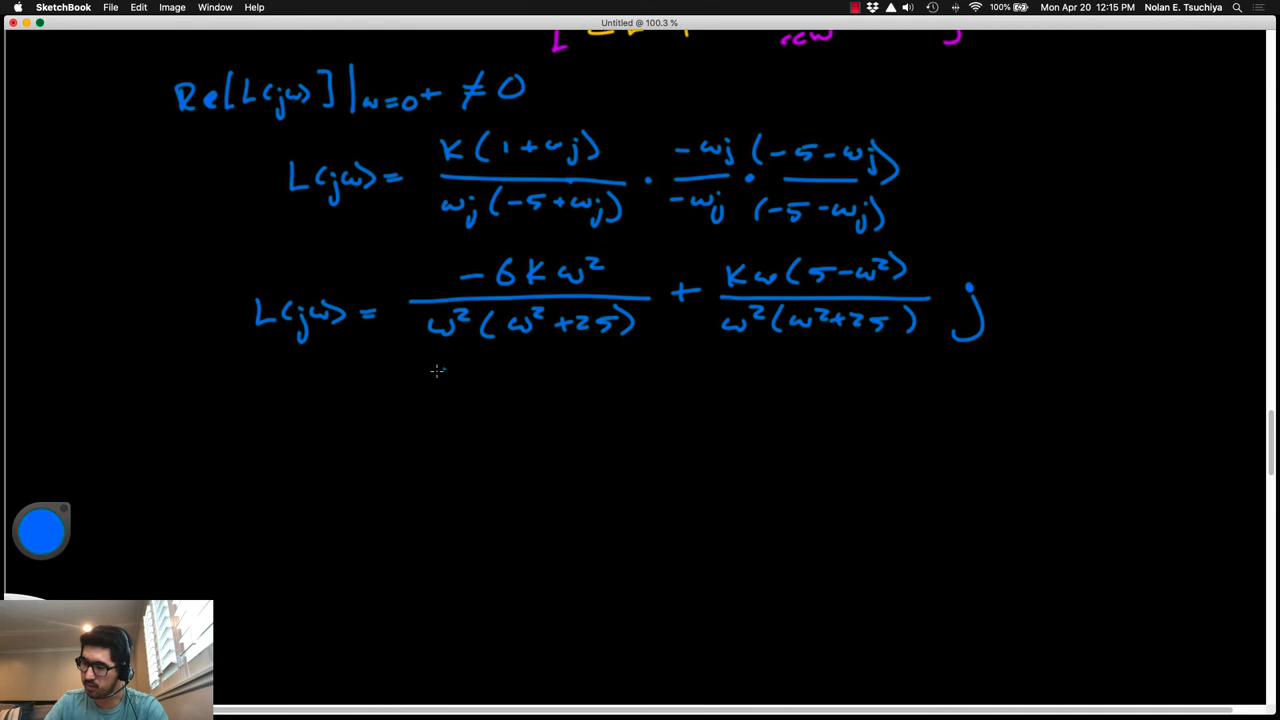 SketchBook File Edit Image Window Help 100% Mon Apr 20 12:15 PM Nolan E. Tsuchiya
Untitled @ 100.3 %
Re[L(jω)]|ω=0+ ≠ 0
L(jω) = K(1+ωj) / ωj(-5+ωj) · -ωj / -ωj · (-5-ωj) / (-5-ωj)
L(jω) = -6Kω² / ω²(ω²+25) + Kω(5-ω²) / ω²(ω²+25) j